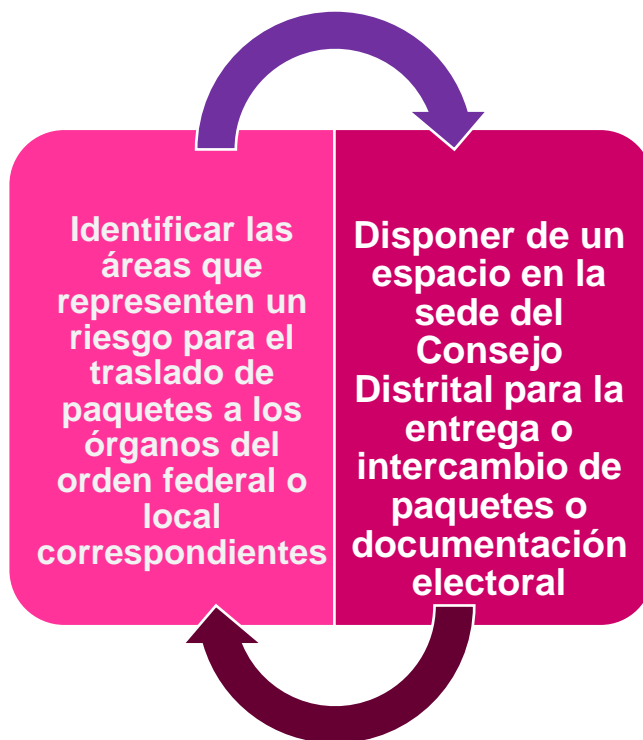 Identificar las
áreas que
representen un
riesgo para el
traslado de
paquetes a los
órganos del
orden federal o
local
correspondientes
Disponer de un
espacio en la
sede del
Consejo
Distrital para la
entrega o
intercambio de
paquetes o
documentación
electoral